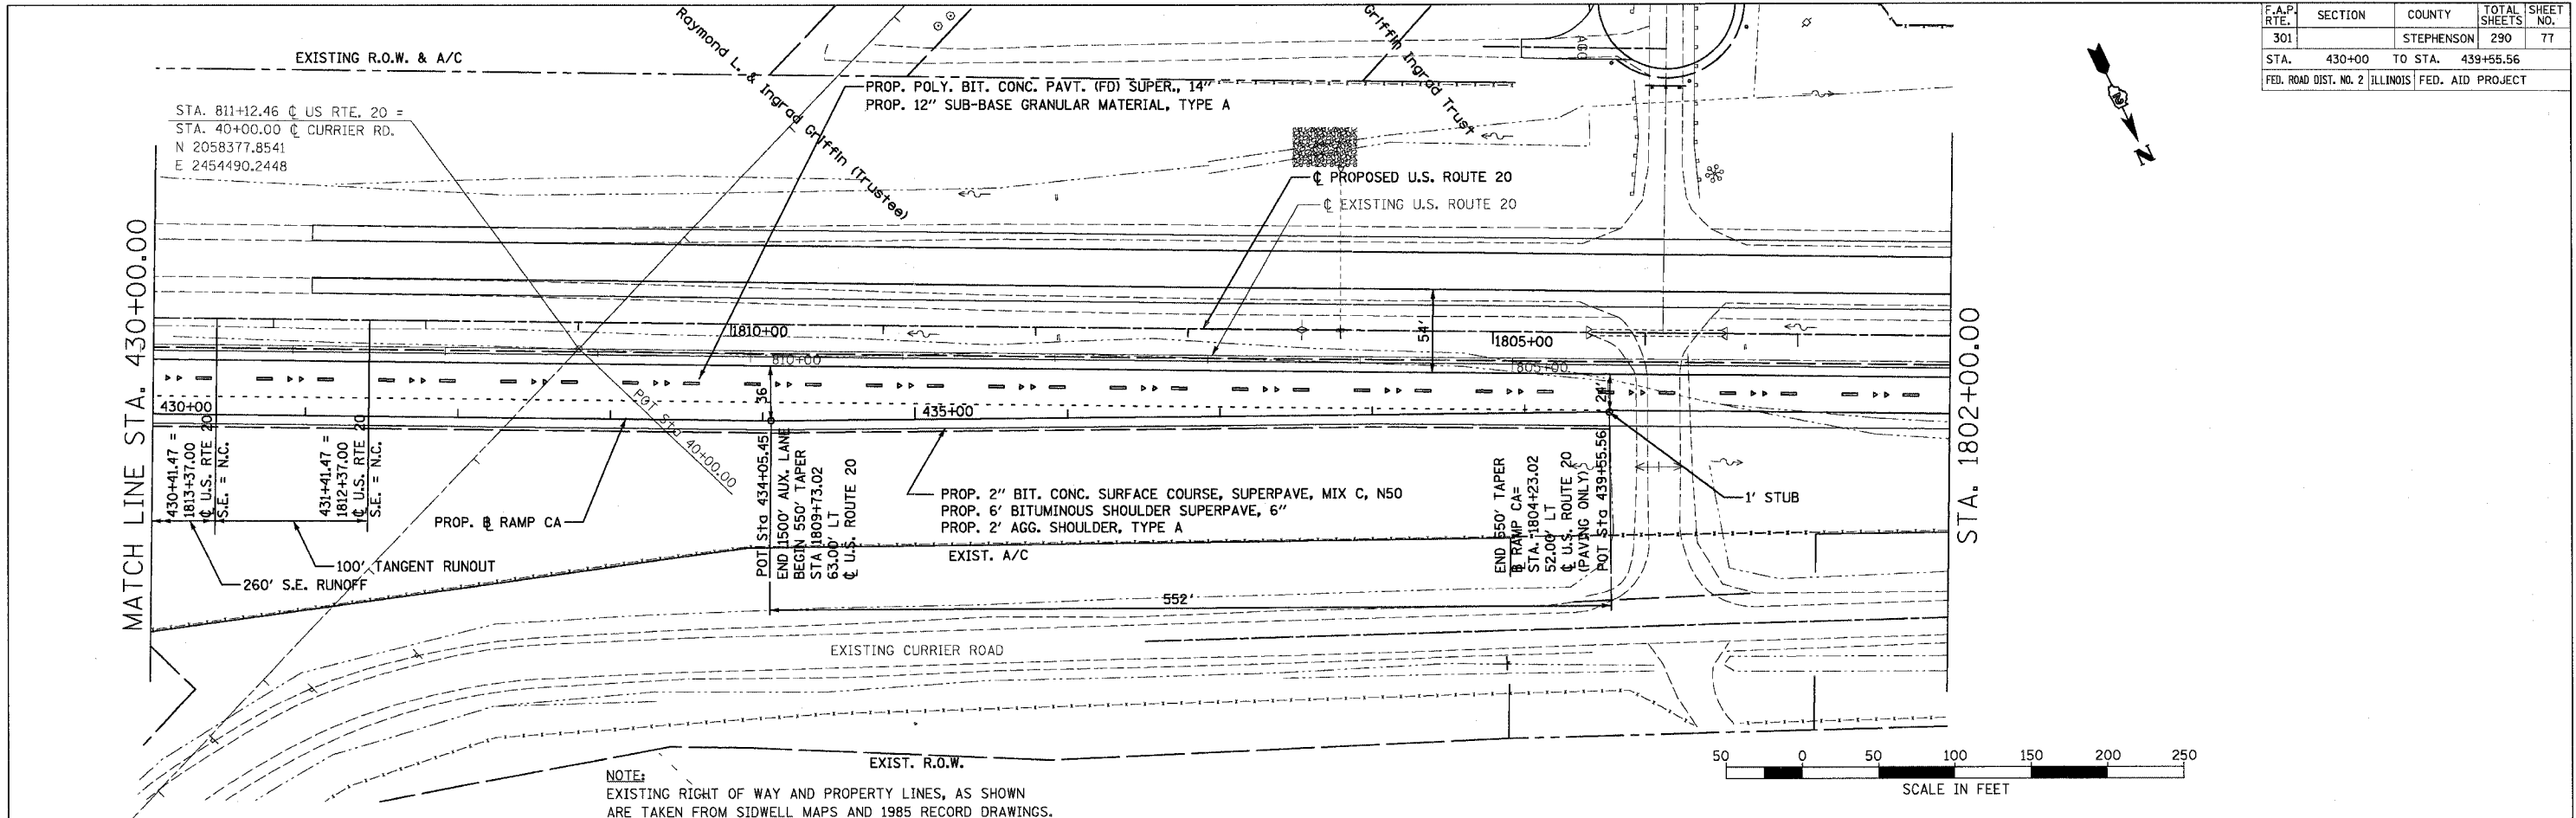 F.A.P. RTE. SECTION COUNTY TOTAL SHEETS SHEET NO.
301 STEPHENSON 290 77
STA. 430+00 TO STA. 439+55.56
FED. ROAD DIST. NO. 2 ILLINOIS FED. AID PROJECT
EXISTING R.O.W. & A/C
Raymond L. & Ingrad Griffin (Trustee)
Griffin Ingrad Trust
AGG
N
PROP. POLY. BIT. CONC. PAVT. (FD) SUPER., 14"
PROP. 12" SUB-BASE GRANULAR MATERIAL, TYPE A
STA. 811+12.46 ℄ US RTE. 20 =
STA. 40+00.00 ℄ CURRIER RD.
N 2058377.8541
E 2454490.2448
℄ PROPOSED U.S. ROUTE 20
℄ EXISTING U.S. ROUTE 20
MATCH LINE STA. 430+00.00
STA. 1802+00.00
1810+00
810+00
1805+00
805+00
54'
36'
24'
430+00
435+00
POT Sta 40+00.00
430+41.47 =
1813+37.00
℄ U.S. RTE 20
S.E. = N.C.
431+41.47 =
1812+37.00
℄ U.S. RTE 20
S.E. = N.C.
PROP. B RAMP CA
100' TANGENT RUNOUT
260' S.E. RUNOFF
POT Sta 434+05.45
END 1500' AUX. LANE
BEGIN 550' TAPER
STA 1809+73.02
63.00' LT
℄ U.S. ROUTE 20
PROP. 2" BIT. CONC. SURFACE COURSE, SUPERPAVE, MIX C, N50
PROP. 6' BITUMINOUS SHOULDER SUPERPAVE, 6"
PROP. 2' AGG. SHOULDER, TYPE A
EXIST. A/C
END 550' TAPER
B RAMP CA=
STA. 1804+23.02
52.00' LT
℄ U.S. ROUTE 20
(PAVING ONLY)
POT Sta 439+55.56
1' STUB
552'
EXISTING CURRIER ROAD
EXIST. R.O.W.
NOTE:
EXISTING RIGHT OF WAY AND PROPERTY LINES, AS SHOWN
ARE TAKEN FROM SIDWELL MAPS AND 1985 RECORD DRAWINGS.
50 0 50 100 150 200 250
SCALE IN FEET